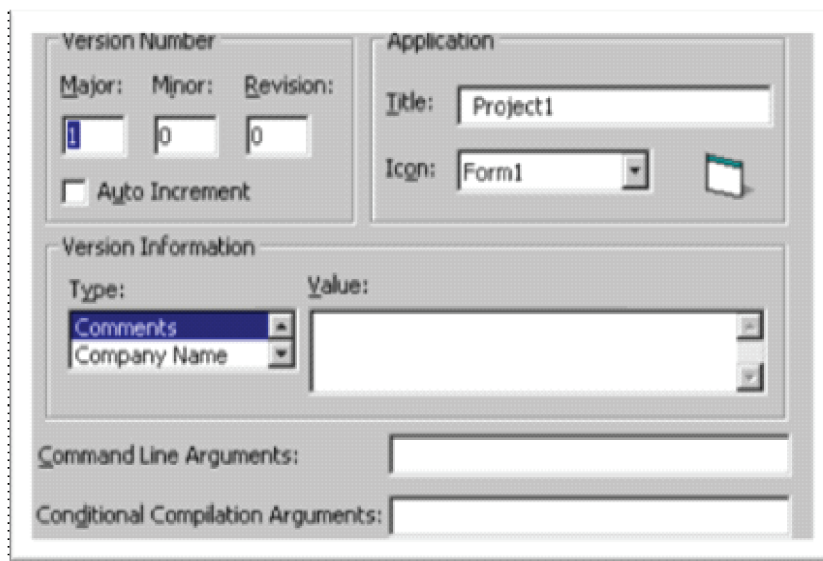 Version Number
Major: Minor: Revision:
1 0 0
Auto Increment
Application
Title: Project1
Icon: Form1
Version Information
Type: Value:
Comments
Company Name
Command Line Arguments:
Conditional Compilation Arguments: